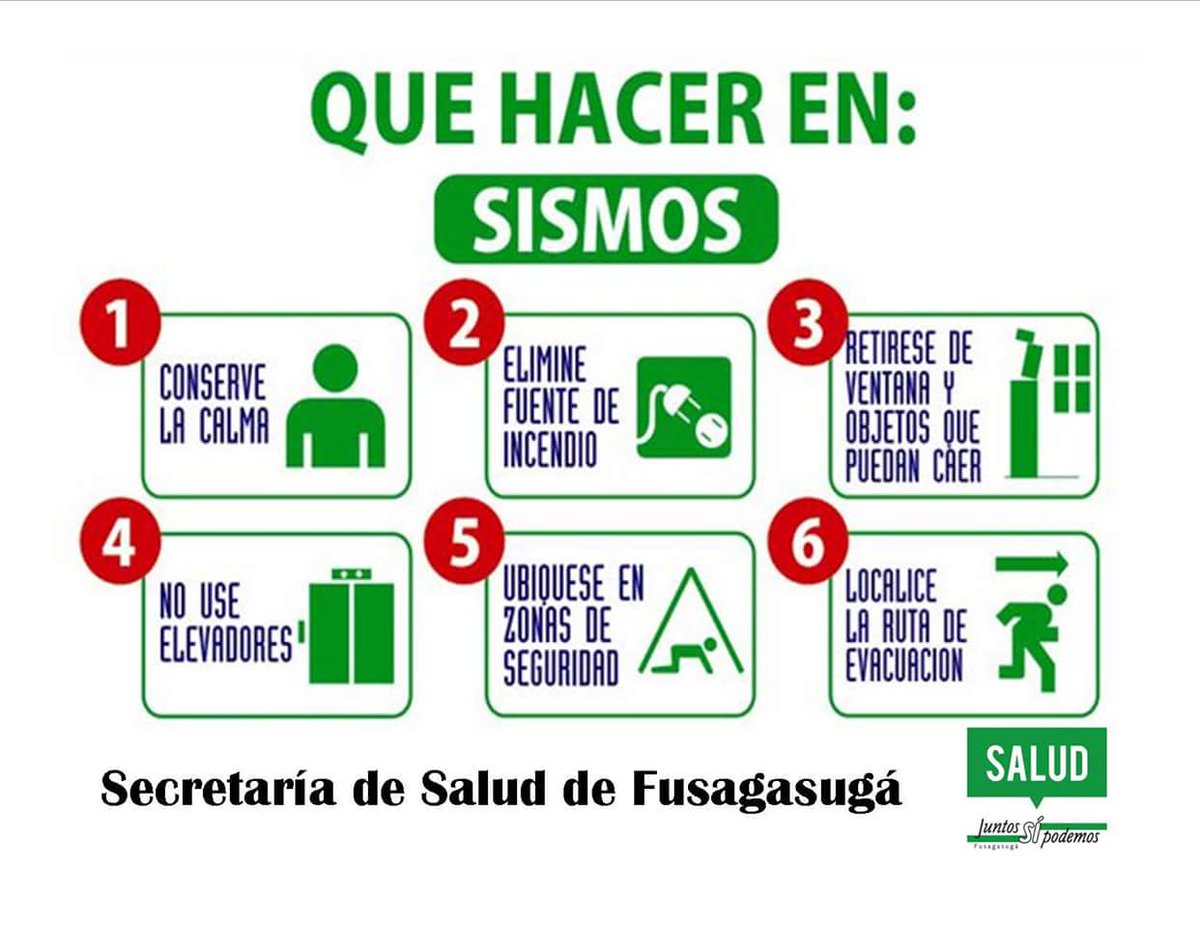 QUE HACER EN:
SISMOS
1
CONSERVE
LA CALMA
2
ELIMINE
FUENTE DE
INCENDIO
3
RETIRESE DE
VENTANA Y
OBJETOS QUE
PUEDAN CAER
4
NO USE
ELEVADORES
5
UBIQUESE EN
ZONAS DE
SEGURIDAD
6
LOCALICE
LA RUTA DE
EVACUACION
Secretaría de Salud de Fusagasugá
SALUD
Juntos SÍ podemos
Fusagasugá